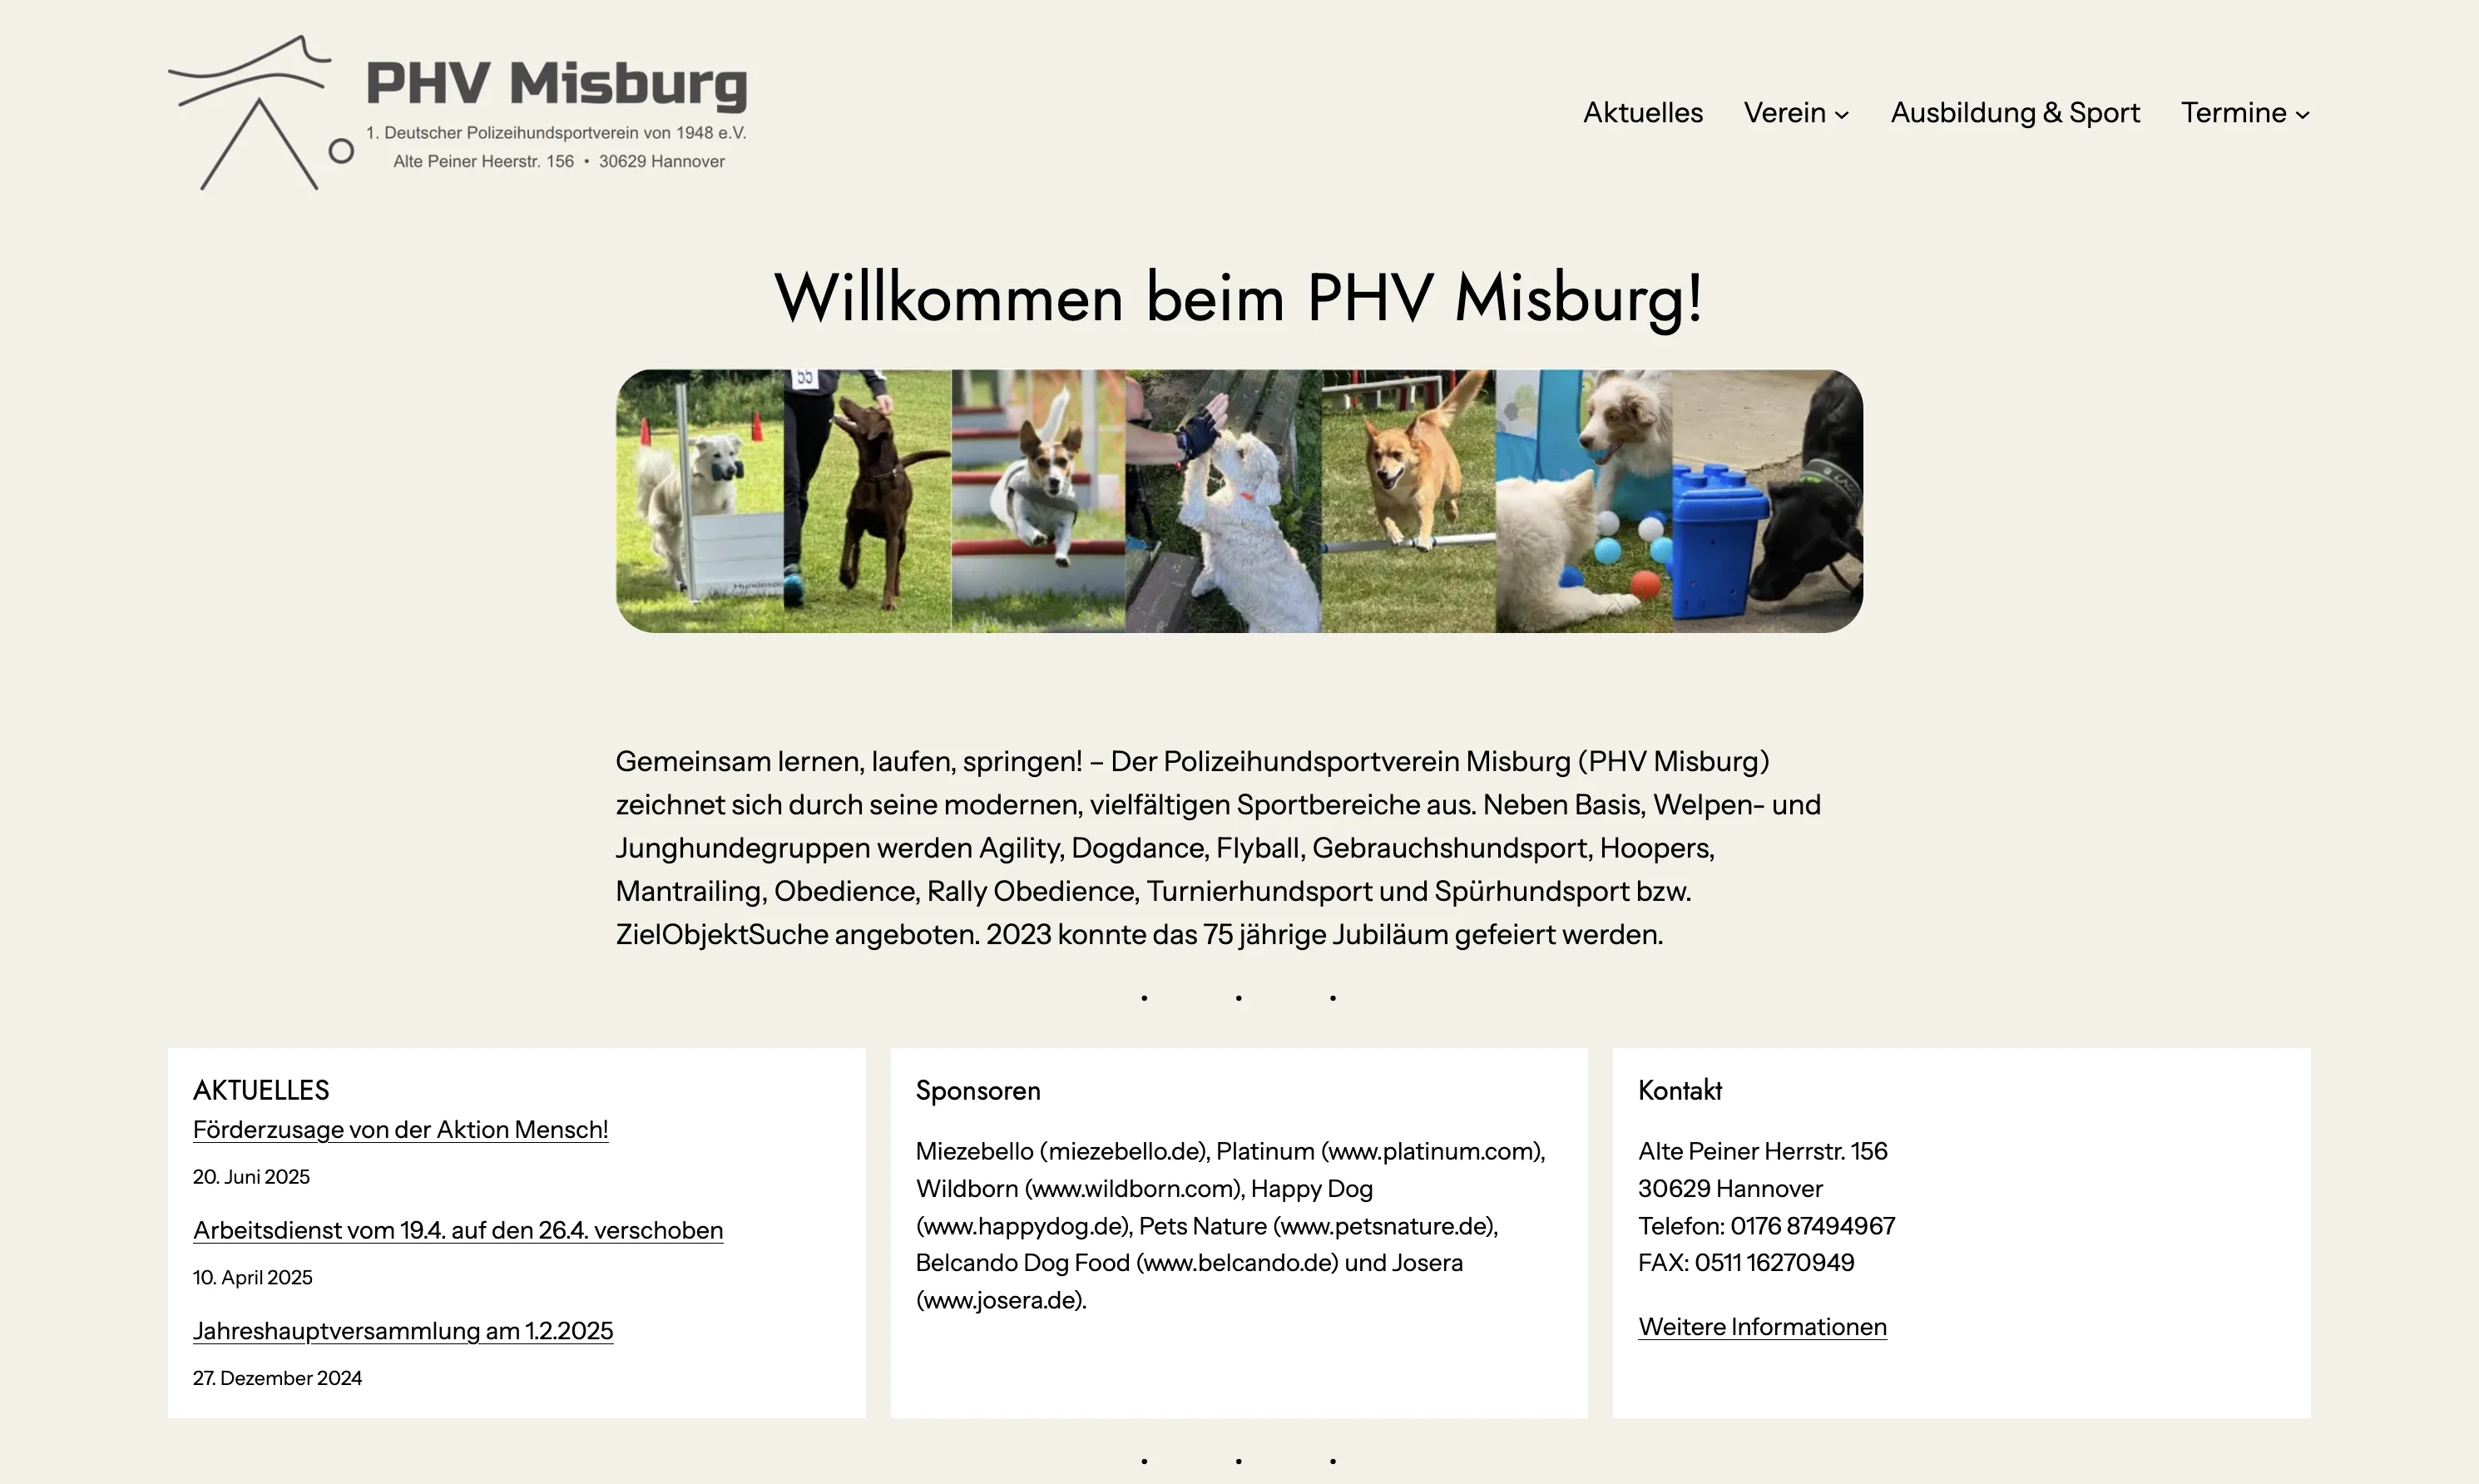 PHV Misburg
1. Deutscher Polizeihundsportverein von 1948 e.V.
Alte Peiner Heerstr. 156 • 30629 Hannover
Aktuelles
Verein
Ausbildung & Sport
Termine
Willkommen beim PHV Misburg!
55
Gemeinsam lernen, laufen, springen! – Der Polizeihundsportverein Misburg (PHV Misburg)
zeichnet sich durch seine modernen, vielfältigen Sportbereiche aus. Neben Basis, Welpen- und
Junghundegruppen werden Agility, Dogdance, Flyball, Gebrauchshundsport, Hoopers,
Mantrailing, Obedience, Rally Obedience, Turnierhundsport und Spürhundsport bzw.
ZielObjektSuche angeboten. 2023 konnte das 75 jährige Jubiläum gefeiert werden.
AKTUELLES
Förderzusage von der Aktion Mensch!
20. Juni 2025
Arbeitsdienst vom 19.4. auf den 26.4. verschoben
10. April 2025
Jahreshauptversammlung am 1.2.2025
27. Dezember 2024
Sponsoren
Miezebello (miezebello.de), Platinum (www.platinum.com),
Wildborn (www.wildborn.com), Happy Dog
(www.happydog.de), Pets Nature (www.petsnature.de),
Belcando Dog Food (www.belcando.de) und Josera
(www.josera.de).
Kontakt
Alte Peiner Herrstr. 156
30629 Hannover
Telefon: 0176 87494967
FAX: 0511 16270949
Weitere Informationen